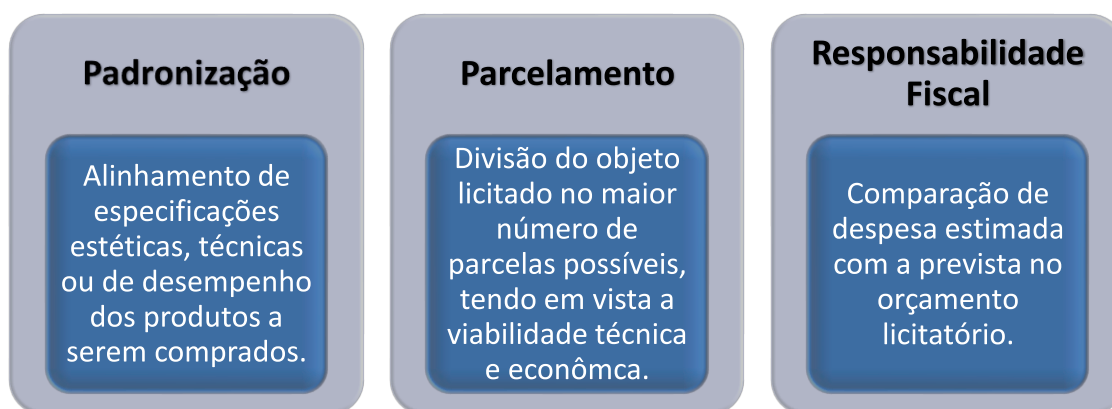 Padronização
Alinhamento de
especificações
estéticas, técnicas
ou de desempenho
dos produtos a
serem comprados.
Parcelamento
Divisão do objeto
licitado no maior
número de
parcelas possíveis,
tendo em vista a
viabilidade técnica
e econômca.
Responsabilidade
Fiscal
Comparação de
despesa estimada
com a prevista no
orçamento
licitatório.